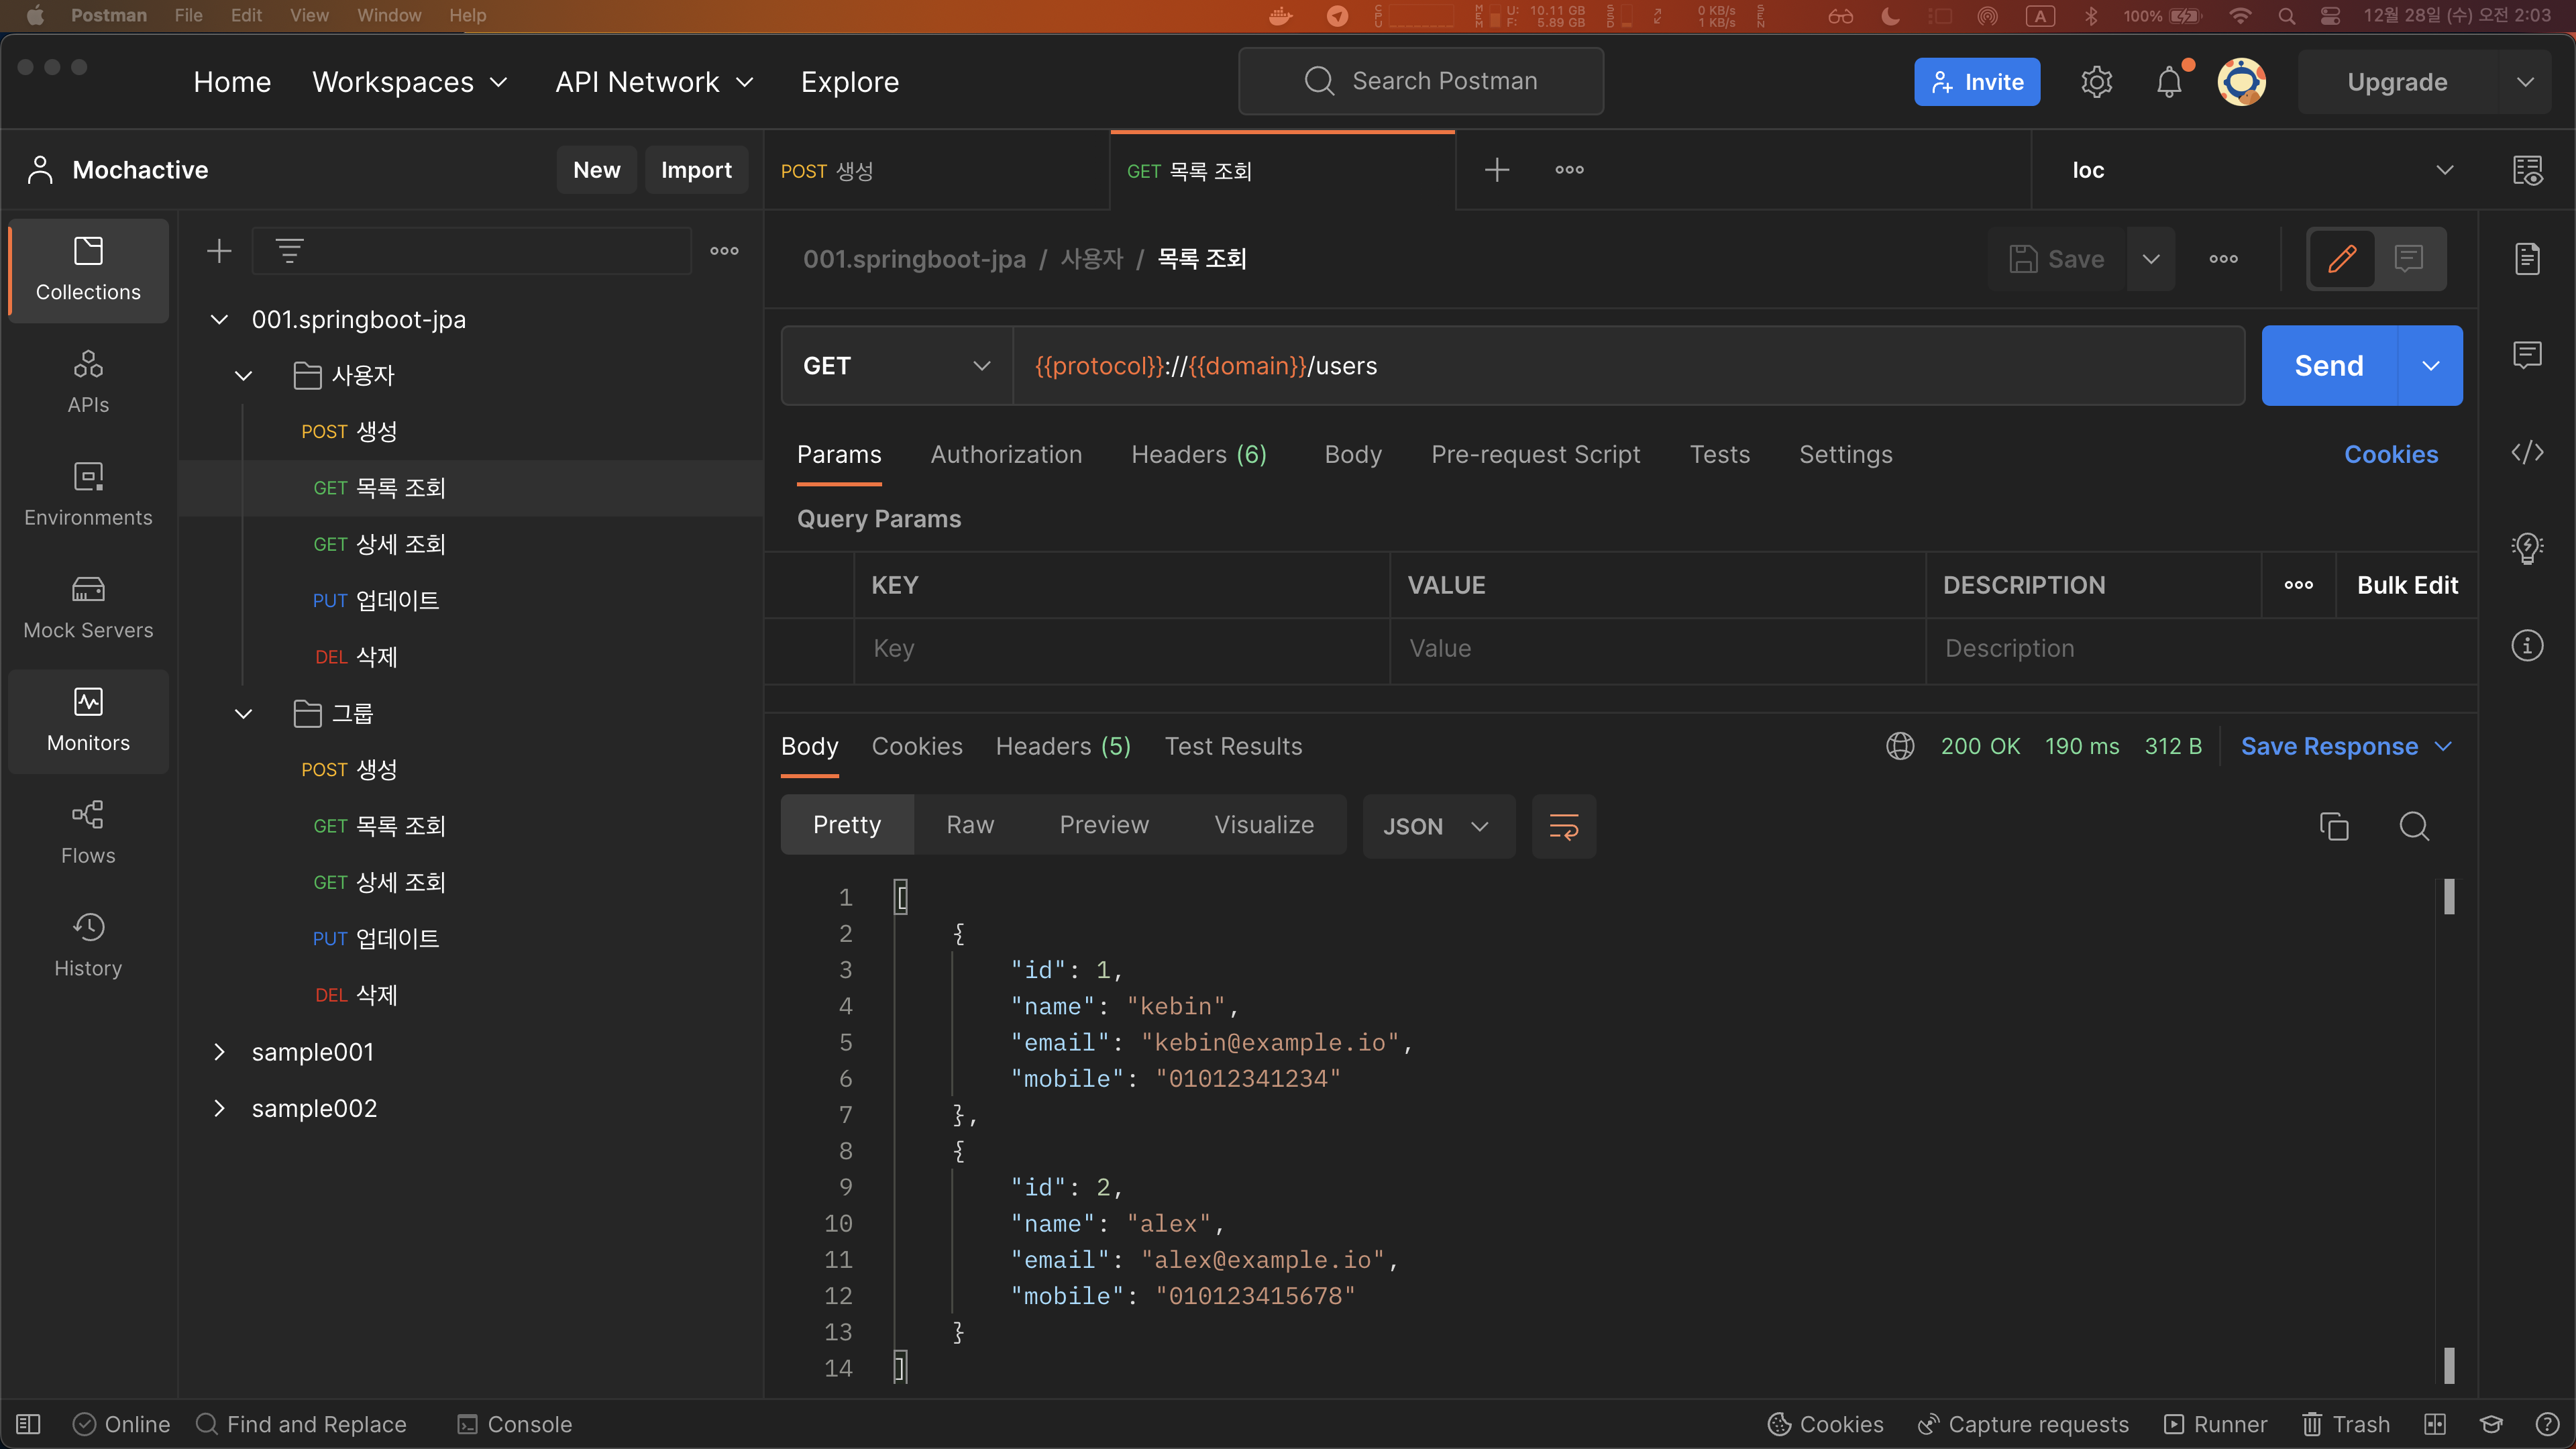 Postman File Edit View Window Help
CPU MEM U: 10.11 GB F: 5.89 GB SSD 0 KB/s 1 KB/s SEN A 100% 12월 28일 (수) 오전 2:03
Home Workspaces API Network Explore Search Postman Invite Upgrade
Mochactive New Import POST 생성 GET 목록 조회 loc
001.springboot-jpa / 사용자 / 목록 조회 Save
Collections
APIs
Environments
Mock Servers
Monitors
Flows
History
001.springboot-jpa
사용자
POST 생성
GET 목록 조회
GET 상세 조회
PUT 업데이트
DEL 삭제
그룹
POST 생성
GET 목록 조회
GET 상세 조회
PUT 업데이트
DEL 삭제
sample001
sample002
GET {{protocol}}://{{domain}}/users Send
Params Authorization Headers (6) Body Pre-request Script Tests Settings Cookies
Query Params
KEY VALUE DESCRIPTION Bulk Edit
Key Value Description
Body Cookies Headers (5) Test Results 200 OK 190 ms 312 B Save Response
Pretty Raw Preview Visualize JSON
1 [
2 {
3 "id": 1,
4 "name": "kebin",
5 "email": "kebin@example.io",
6 "mobile": "01012341234"
7 },
8 {
9 "id": 2,
10 "name": "alex",
11 "email": "alex@example.io",
12 "mobile": "010123415678"
13 }
14 ]
Online Find and Replace Console Cookies Capture requests Runner Trash